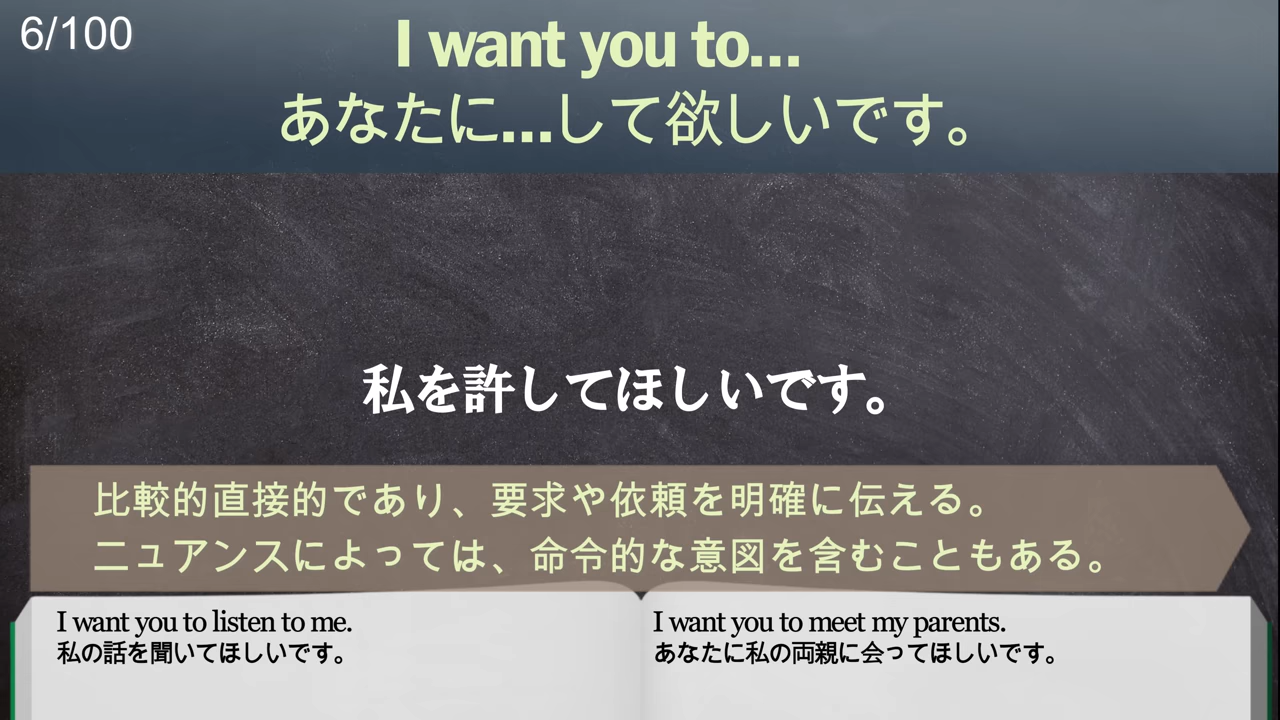 6/100
I want you to...
あなたに...して欲しいです。
私を許してほしいです。
比較的直接的であり、要求や依頼を明確に伝える。
ニュアンスによっては、命令的な意図を含むこともある。
I want you to listen to me.
私の話を聞いてほしいです。
I want you to meet my parents.
あなたに私の両親に会ってほしいです。